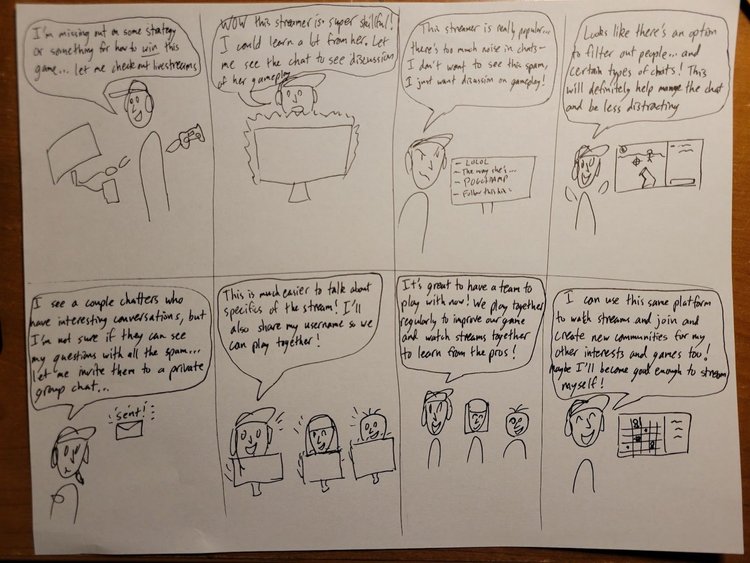 I'm missing out on some strategy
or something for how to win this
game... let me check out livestreams
WOW this streamer is so super skillful!
I could learn a lot from her. Let
me see the chat to see discussion
of her gameplay
This streamer is really popular...
there's too much noise in chats-
I don't want to see this spam,
I just want discussion on gameplay!
- LOLOL
- The way she's...
- POGCHAMP
- Follow this link-
Looks like there's an option
to filter out people... and
certain types of chats! This
will definitely help manage the chat
and be less distracting
I see a couple chatters who
have interesting conversations, but
I'm not sure if they can see
my questions with all the spam...
let me invite them to a private
group chat...
sent!
This is much easier to talk about
specifics of the stream! I'll
also share my username so we
can play together!
It's great to have a team to
play with now! We play together
regularly to improve our game
and watch streams together
to learn from the pros!
I can use this same platform
to watch streams and join and
create new communities for my
other interests and games too!
Maybe I'll become good enough to stream
myself!